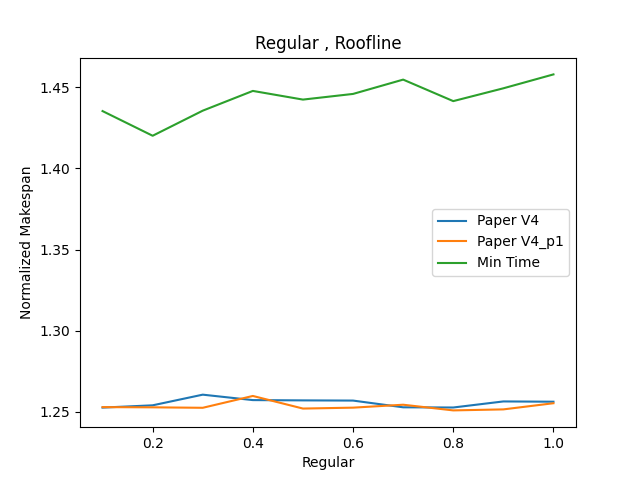 Regular , Roofline
Normalized Makespan
1.45
1.40
1.35
1.30
1.25
Paper V4
Paper V4_p1
Min Time
0.2
0.4
0.6
0.8
1.0
Regular